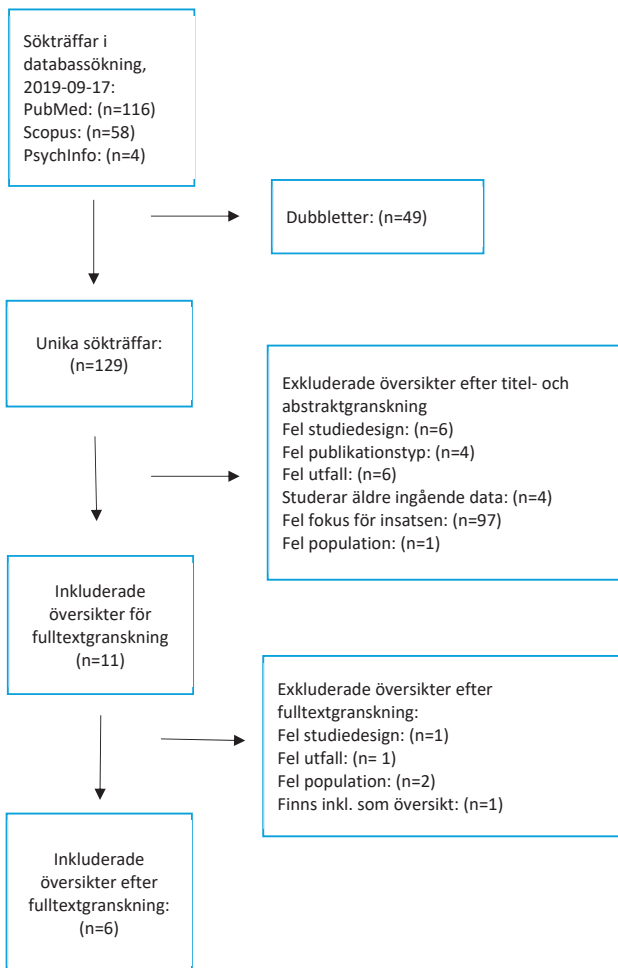 Sökträffar i
databassökning,
2019-09-17:
PubMed: (n=116)
Scopus: (n=58)
PsychInfo: (n=4)
Dubbletter: (n=49)
Unika sökträffar:
(n=129)
Exkluderade översikter efter titel- och
abstraktgranskning
Fel studiedesign: (n=6)
Fel publikationstyp: (n=4)
Fel utfall: (n=6)
Studerar äldre ingående data: (n=4)
Fel fokus för insatsen: (n=97)
Fel population: (n=1)
Inkluderade
översikter för
fulltextgranskning
(n=11)
Exkluderade översikter efter
fulltextgranskning:
Fel studiedesign: (n=1)
Fel utfall: (n= 1)
Fel population: (n=2)
Finns inkl. som översikt: (n=1)
Inkluderade
översikter efter
fulltextgranskning:
(n=6)